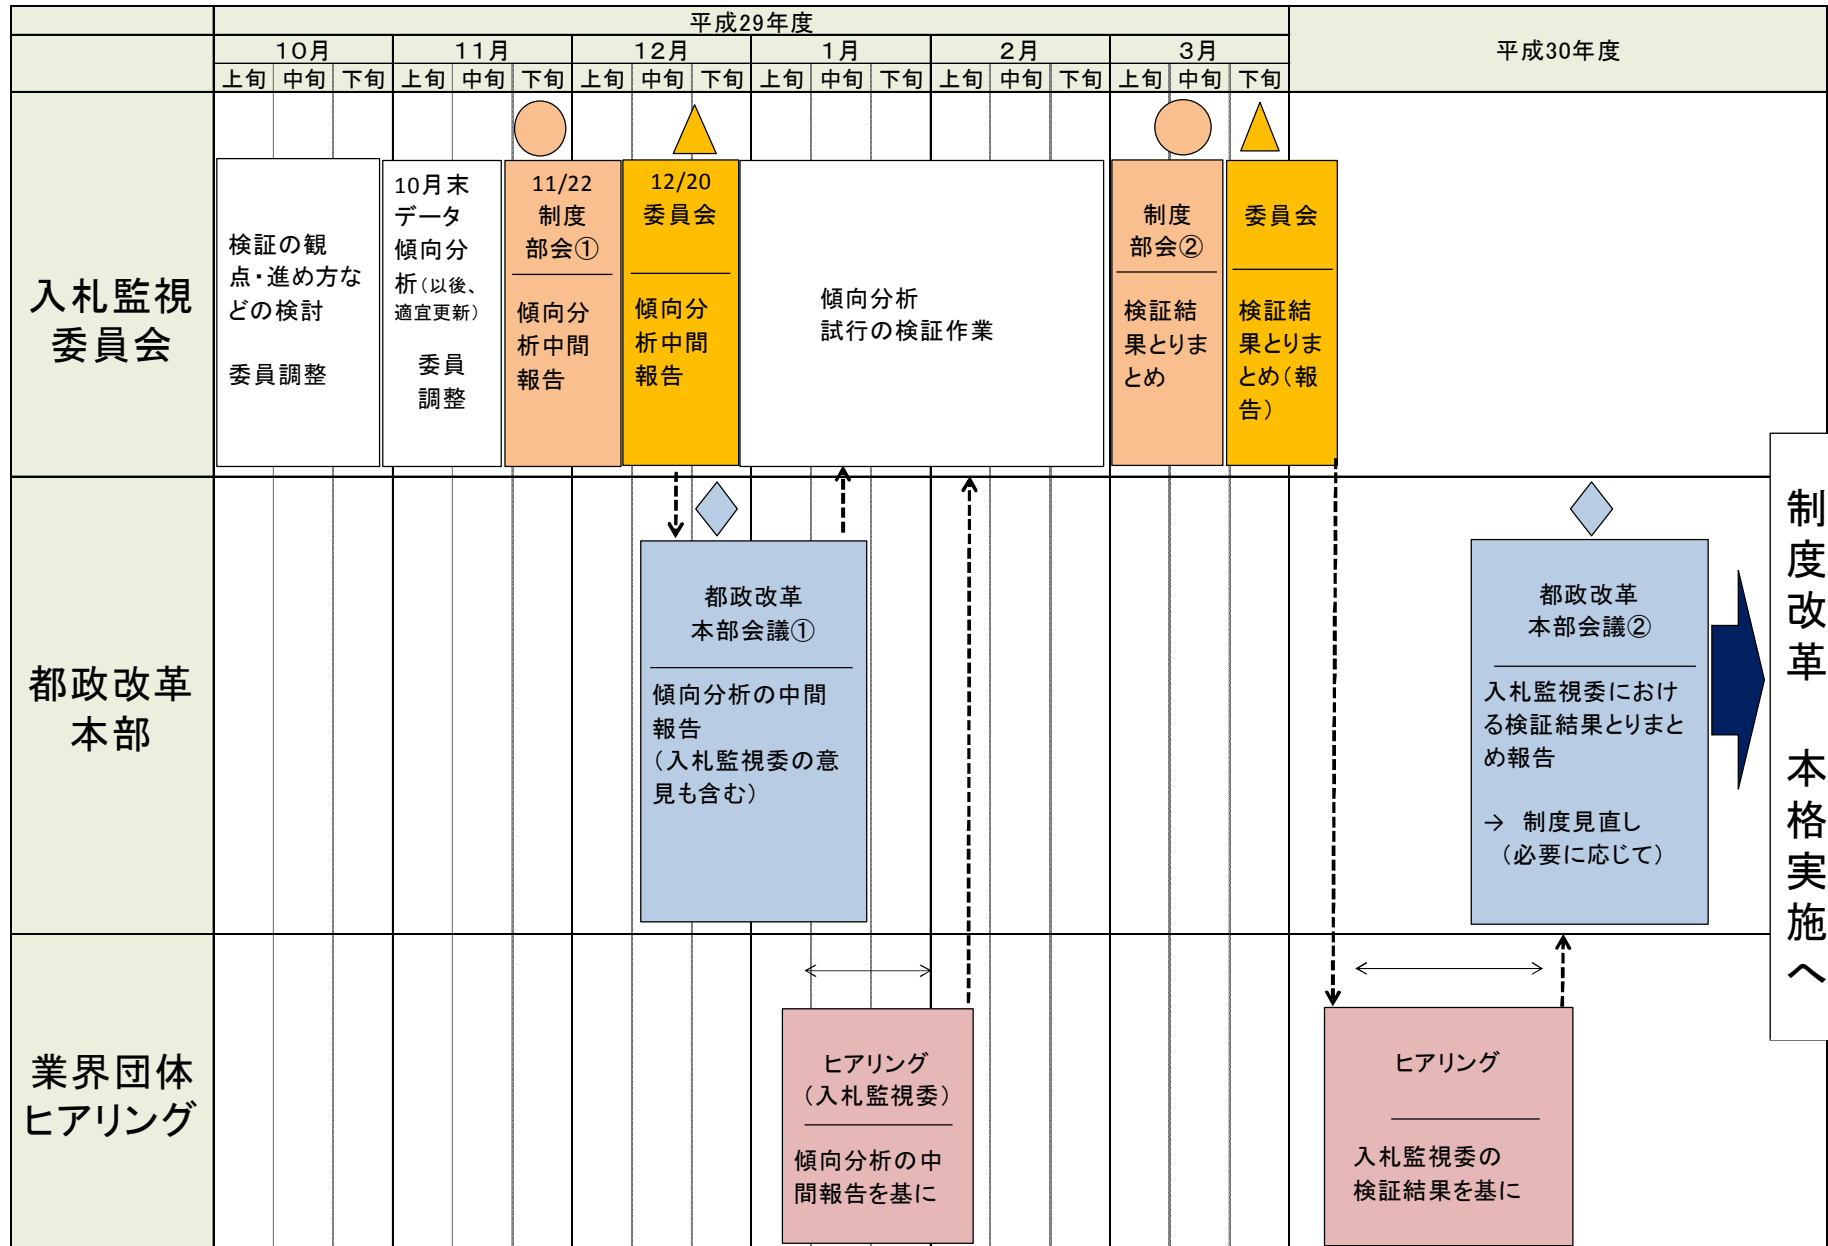 平成29年度
平成30年度
10月
11月
12月
1月
2月
3月
上旬 中旬 下旬 上旬 中旬 下旬 上旬 中旬 下旬 上旬 中旬 下旬 上旬 中旬 下旬 上旬 中旬 下旬
入札監視
委員会
検証の観
点・進め方な
どの検討
委員調整
10月末
データ
傾向分
析(以後、
適宜更新)
委員
調整
11/22
制度
部会①
傾向分
析中間
報告
12/20
委員会
傾向分
析中間
報告
傾向分析
試行の検証作業
制度
部会②
検証結
果とりま
とめ
委員会
検証結
果とりま
とめ(報
告)
都政改革
本部
都政改革
本部会議①
傾向分析の中間
報告
(入札監視委の意
見も含む)
都政改革
本部会議②
入札監視委におけ
る検証結果とりまと
め報告
→ 制度見直し
(必要に応じて)
制度改革 本格実施へ
業界団体
ヒアリング
ヒアリング
(入札監視委)
傾向分析の中
間報告を基に
ヒアリング
入札監視委の
検証結果を基に